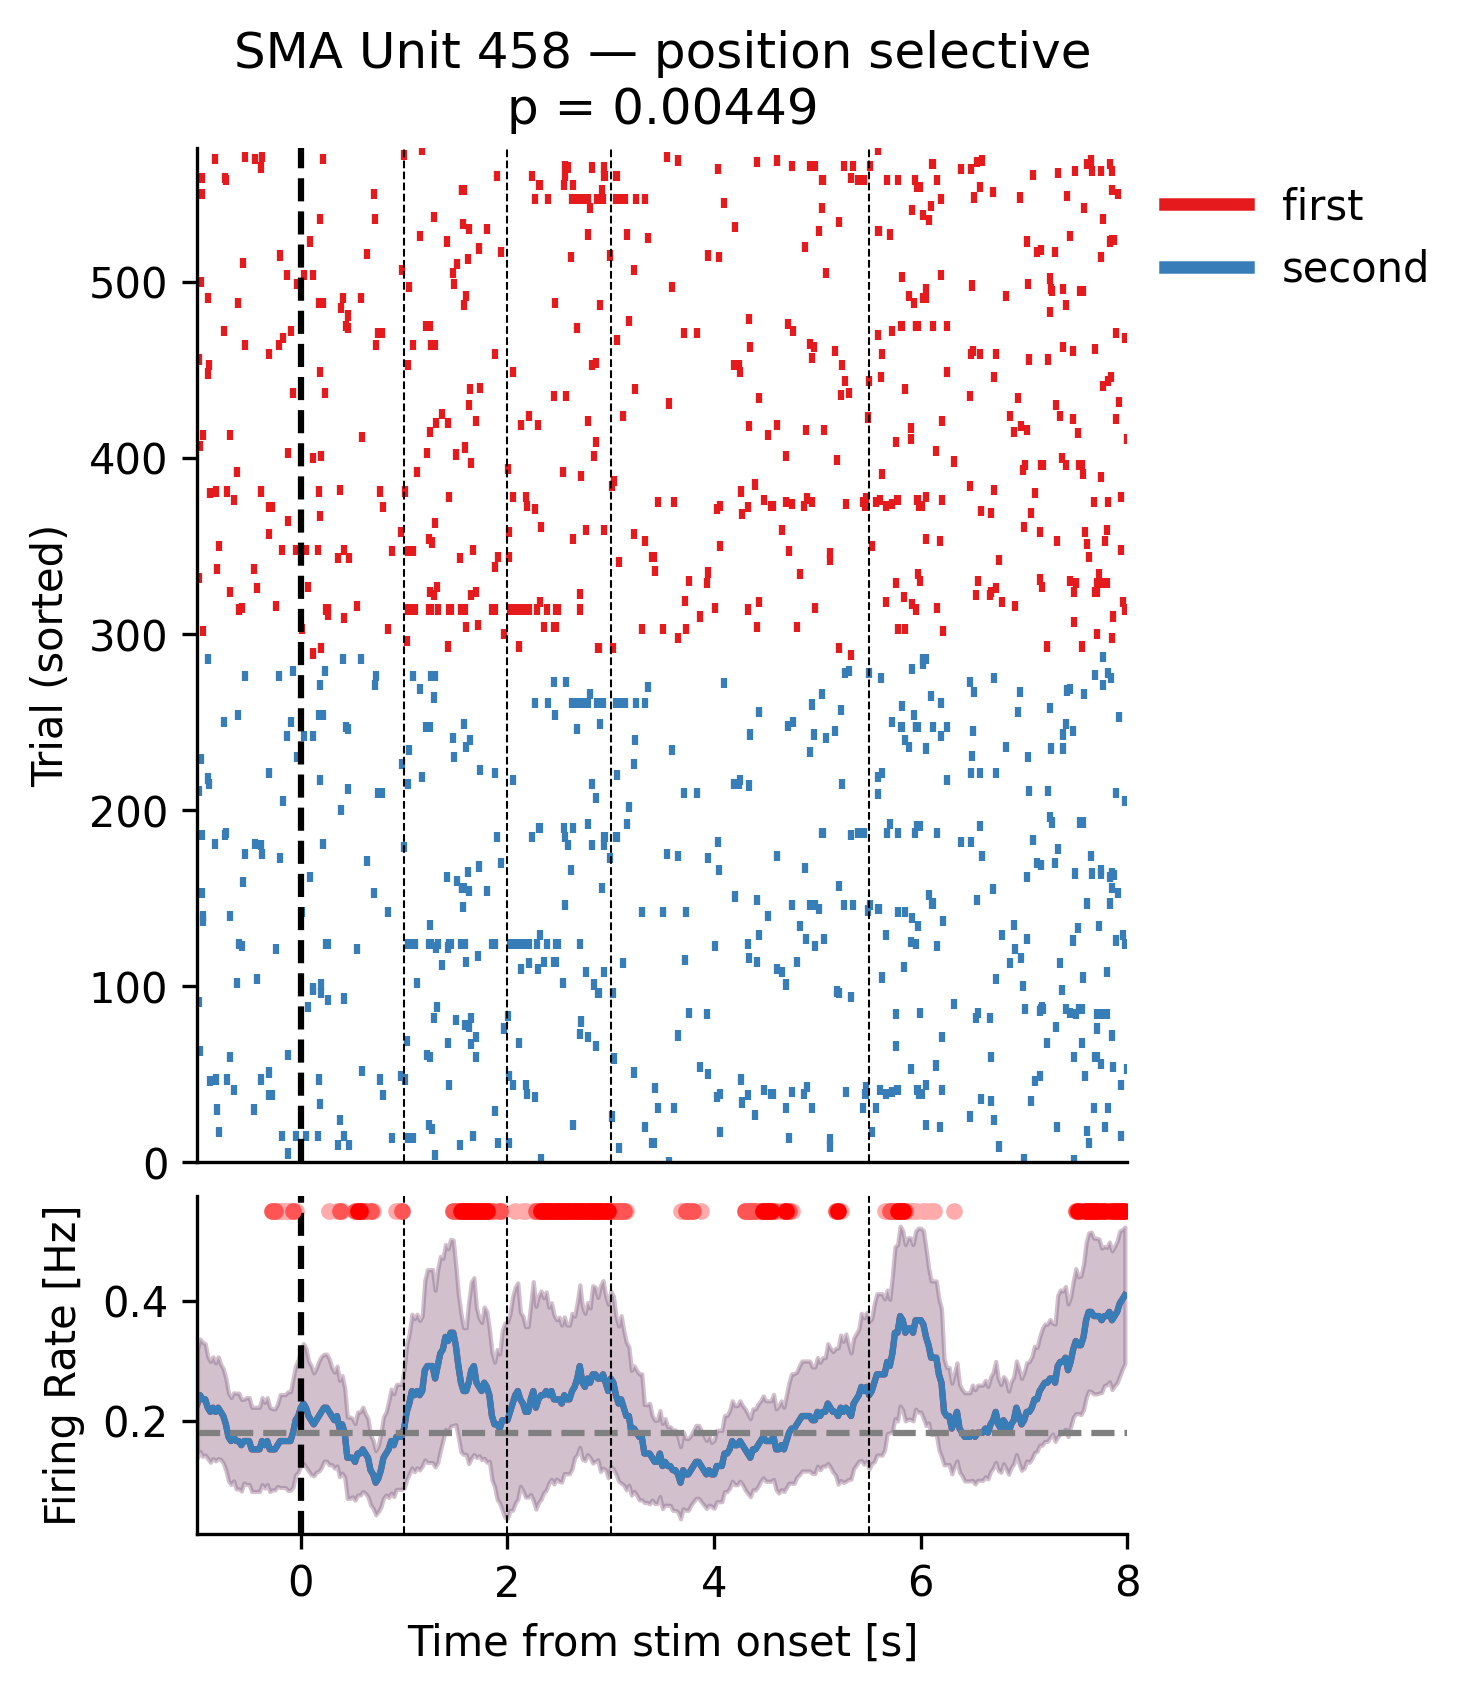 SMA Unit 458 — position selective
p = 0.00449
first
second
Trial (sorted)
500
400
300
200
100
0
Firing Rate [Hz]
0.4
0.2
0 2 4 6 8
Time from stim onset [s]